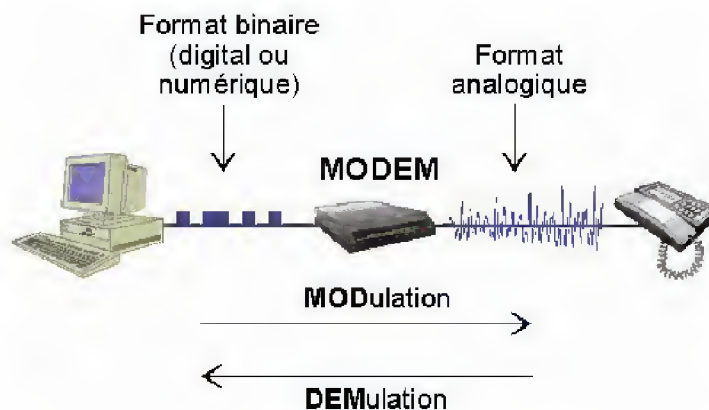 Format binaire
(digital ou
numérique)
Format
analogique
MODEM
MODulation
DEMulation